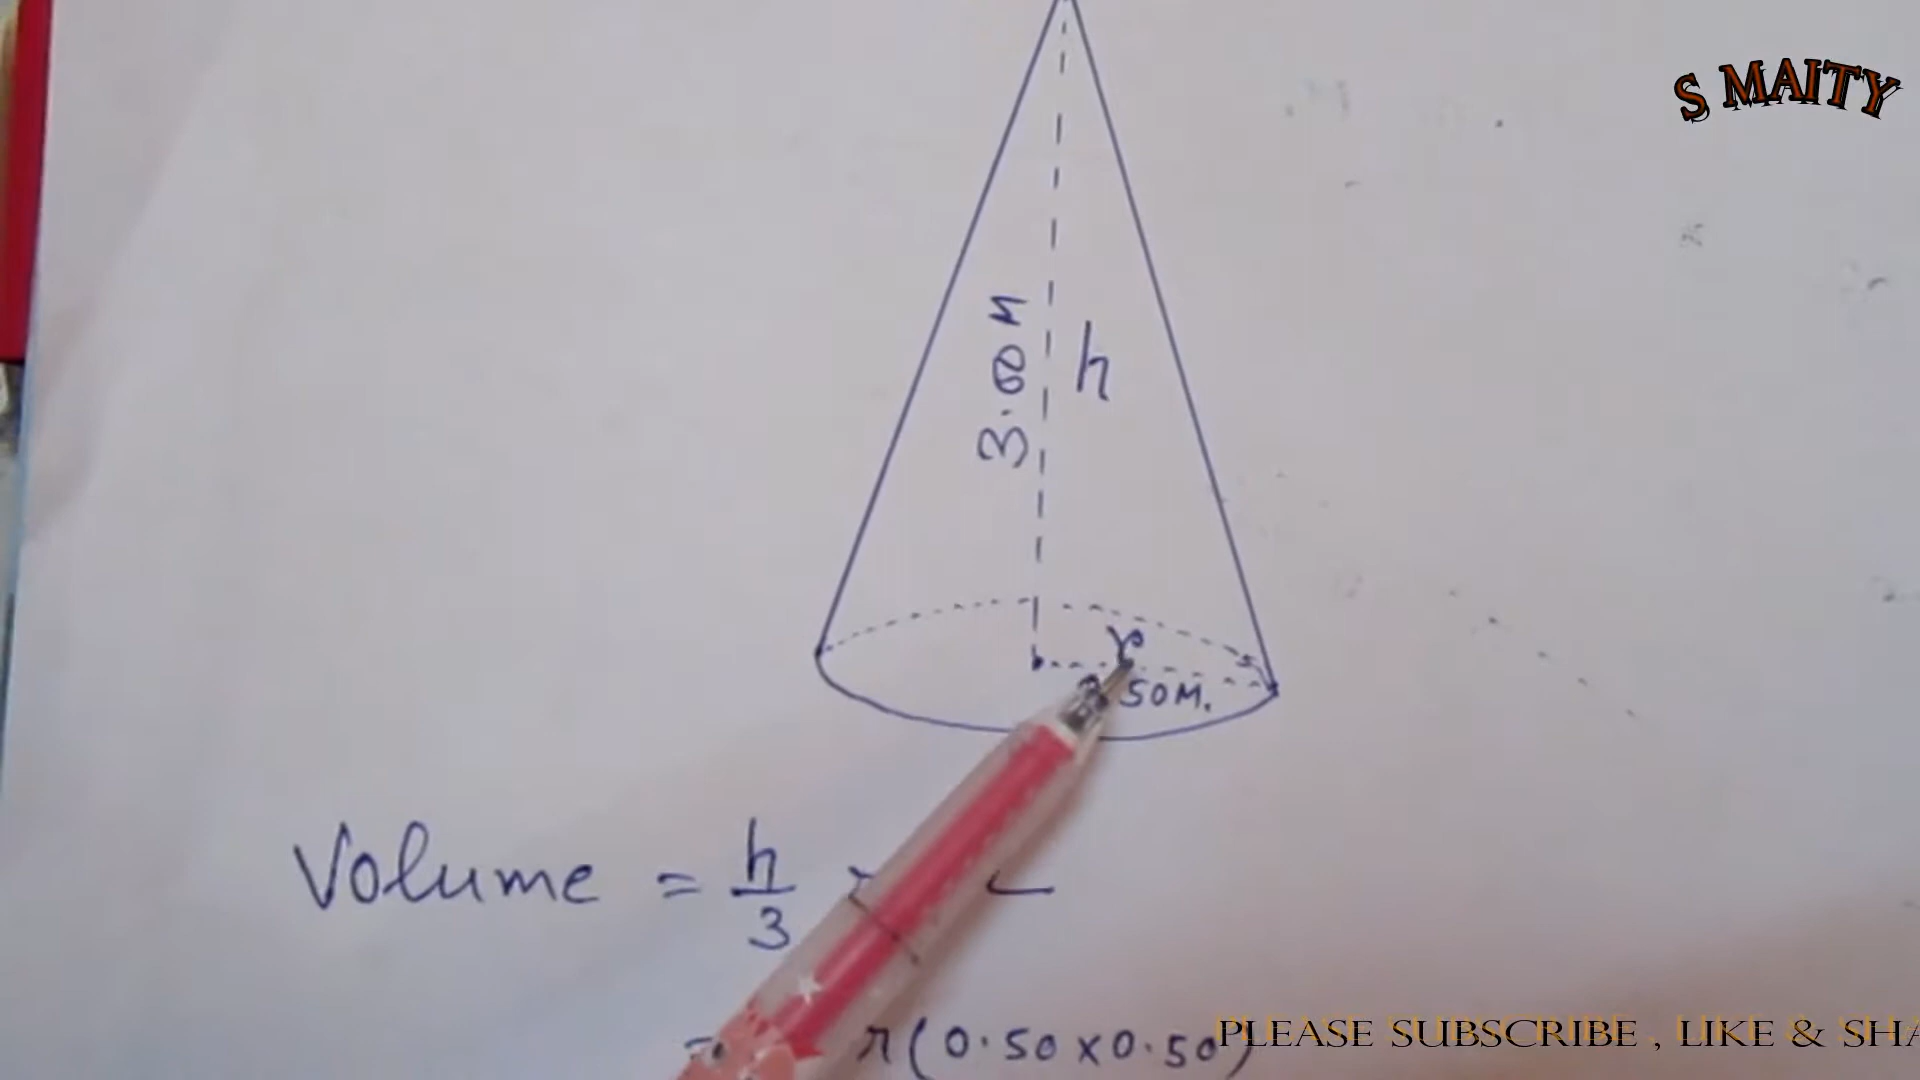 S MAITY
3.00 M
h
r
50M.
Volume = h/3
π(0.50 x 0.50)
PLEASE SUBSCRIBE , LIKE & SHA